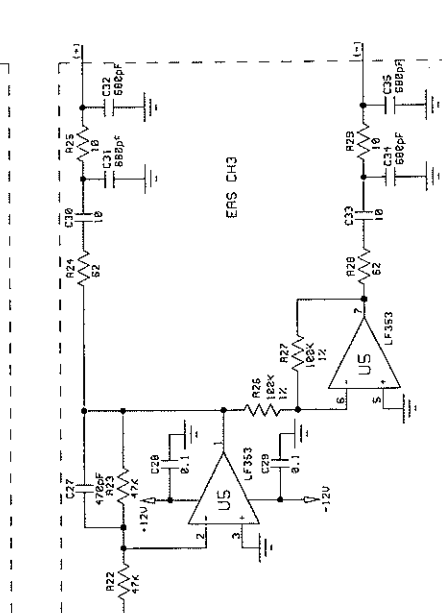 (+)
C32
680pF
R25
10
C31
680pF
C30
10
R24
62
EAS CH3
(-)
C35
680pF
R29
10
C34
680pF
C33
10
R28
62
7
LF353
U5
6
-
5
+
R27
100K
1%
R26
100K
1%
C27
470pF
R23
47K
R22
47K
C28
0.1
+12V
1
LF353
U5
2
-
3
+
C29
0.1
-12V